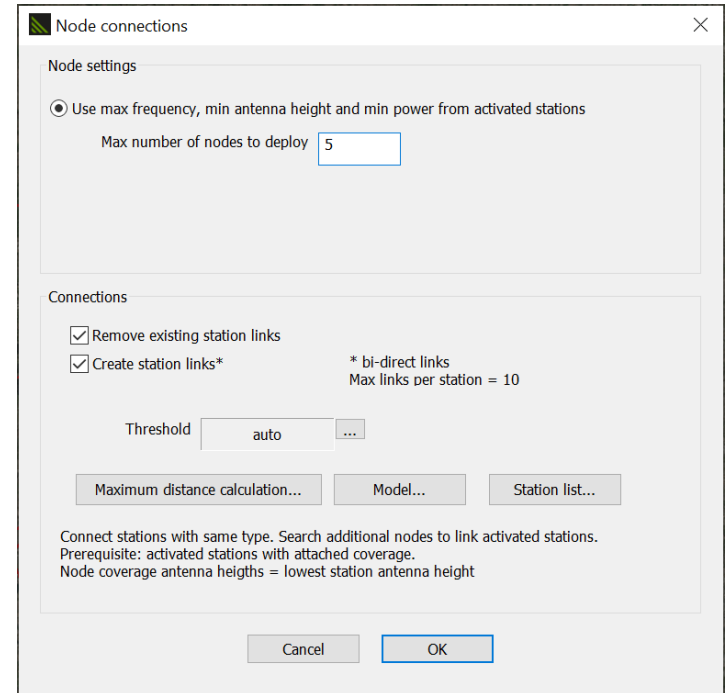 Node connections
Node settings
Use max frequency, min antenna height and min power from activated stations
Max number of nodes to deploy 5
Connections
Remove existing station links
Create station links*
* bi-direct links
Max links per station = 10
Threshold auto ...
Maximum distance calculation... Model... Station list...
Connect stations with same type. Search additional nodes to link activated stations.
Prerequisite: activated stations with attached coverage.
Node coverage antenna heigths = lowest station antenna height
Cancel OK